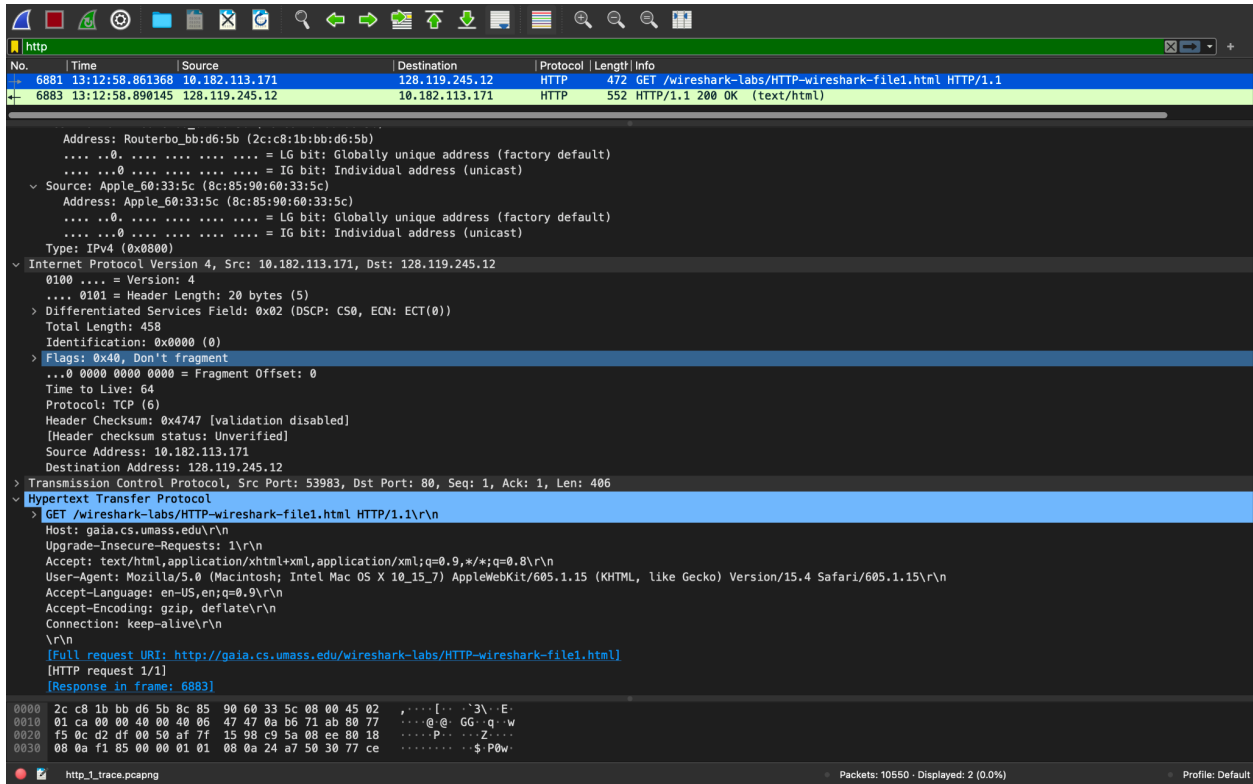 http
No. Time Source Destination Protocol Length Info
6881 13:12:58.861368 10.182.113.171 128.119.245.12 HTTP 472 GET /wireshark-labs/HTTP-wireshark-file1.html HTTP/1.1
6883 13:12:58.890145 128.119.245.12 10.182.113.171 HTTP 552 HTTP/1.1 200 OK (text/html)
Address: Routerbo_bb:d6:5b (2c:c8:1b:bb:d6:5b)
.... ..0. .... .... .... .... = LG bit: Globally unique address (factory default)
.... ...0 .... .... .... .... = IG bit: Individual address (unicast)
Source: Apple_60:33:5c (8c:85:90:60:33:5c)
Address: Apple_60:33:5c (8c:85:90:60:33:5c)
.... ..0. .... .... .... .... = LG bit: Globally unique address (factory default)
.... ...0 .... .... .... .... = IG bit: Individual address (unicast)
Type: IPv4 (0x0800)
Internet Protocol Version 4, Src: 10.182.113.171, Dst: 128.119.245.12
0100 .... = Version: 4
.... 0101 = Header Length: 20 bytes (5)
Differentiated Services Field: 0x02 (DSCP: CS0, ECN: ECT(0))
Total Length: 458
Identification: 0x0000 (0)
Flags: 0x40, Don't fragment
...0 0000 0000 0000 = Fragment Offset: 0
Time to Live: 64
Protocol: TCP (6)
Header Checksum: 0x4747 [validation disabled]
[Header checksum status: Unverified]
Source Address: 10.182.113.171
Destination Address: 128.119.245.12
Transmission Control Protocol, Src Port: 53983, Dst Port: 80, Seq: 1, Ack: 1, Len: 406
Hypertext Transfer Protocol
GET /wireshark-labs/HTTP-wireshark-file1.html HTTP/1.1\r\n
Host: gaia.cs.umass.edu\r\n
Upgrade-Insecure-Requests: 1\r\n
Accept: text/html,application/xhtml+xml,application/xml;q=0.9,*/*;q=0.8\r\n
User-Agent: Mozilla/5.0 (Macintosh; Intel Mac OS X 10_15_7) AppleWebKit/605.1.15 (KHTML, like Gecko) Version/15.4 Safari/605.1.15\r\n
Accept-Language: en-US,en;q=0.9\r\n
Accept-Encoding: gzip, deflate\r\n
Connection: keep-alive\r\n
\r\n
[Full request URI: http://gaia.cs.umass.edu/wireshark-labs/HTTP-wireshark-file1.html]
[HTTP request 1/1]
[Response in frame: 6883]
0000 2c c8 1b bb d6 5b 8c 85 90 60 33 5c 08 00 45 02 ,····[·· ·`3\··E·
0010 01 ca 00 00 40 00 40 06 47 47 0a b6 71 ab 80 77 ····@·@· GG··q··w
0020 f5 0c d2 df 00 50 af 7f 15 98 c9 5a 08 ee 80 18 ·····P·· ···Z····
0030 08 0a f1 85 00 00 01 01 08 0a 24 a7 50 30 77 ce ········ ··$·P0w·
http_1_trace.pcapng Packets: 10550 · Displayed: 2 (0.0%) Profile: Default